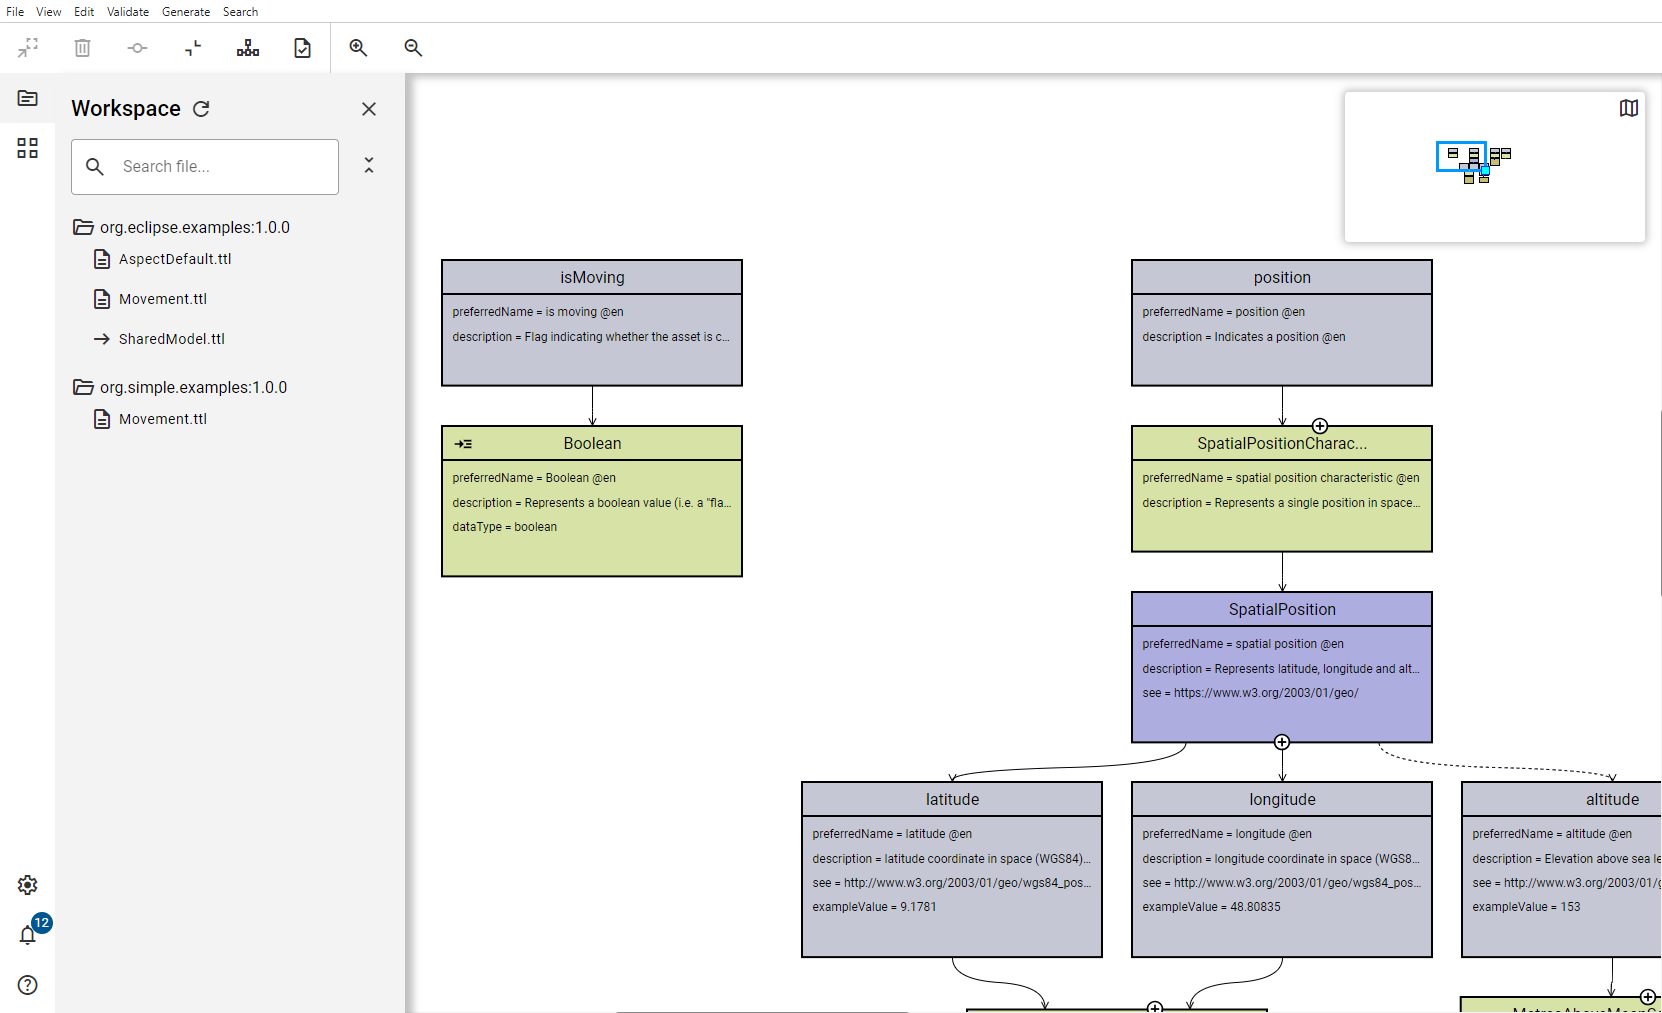 File View Edit Validate Generate Search
Workspace
Search file...
org.eclipse.examples:1.0.0
AspectDefault.ttl
Movement.ttl
SharedModel.ttl
org.simple.examples:1.0.0
Movement.ttl
12
isMoving
preferredName = is moving @en
description = Flag indicating whether the asset is c...
Boolean
preferredName = Boolean @en
description = Represents a boolean value (i.e. a "fla...
dataType = boolean
position
preferredName = position @en
description = Indicates a position @en
SpatialPositionCharac...
preferredName = spatial position characteristic @en
description = Represents a single position in space...
SpatialPosition
preferredName = spatial position @en
description = Represents latitude, longitude and alt...
see = https://www.w3.org/2003/01/geo/
latitude
preferredName = latitude @en
description = latitude coordinate in space (WGS84)...
see = http://www.w3.org/2003/01/geo/wgs84_pos...
exampleValue = 9.1781
longitude
preferredName = longitude @en
description = longitude coordinate in space (WGS8...
see = http://www.w3.org/2003/01/geo/wgs84_pos...
exampleValue = 48.80835
altitude
preferredName = altitude @en
description = Elevation above sea le
see = http://www.w3.org/2003/01/g
exampleValue = 153